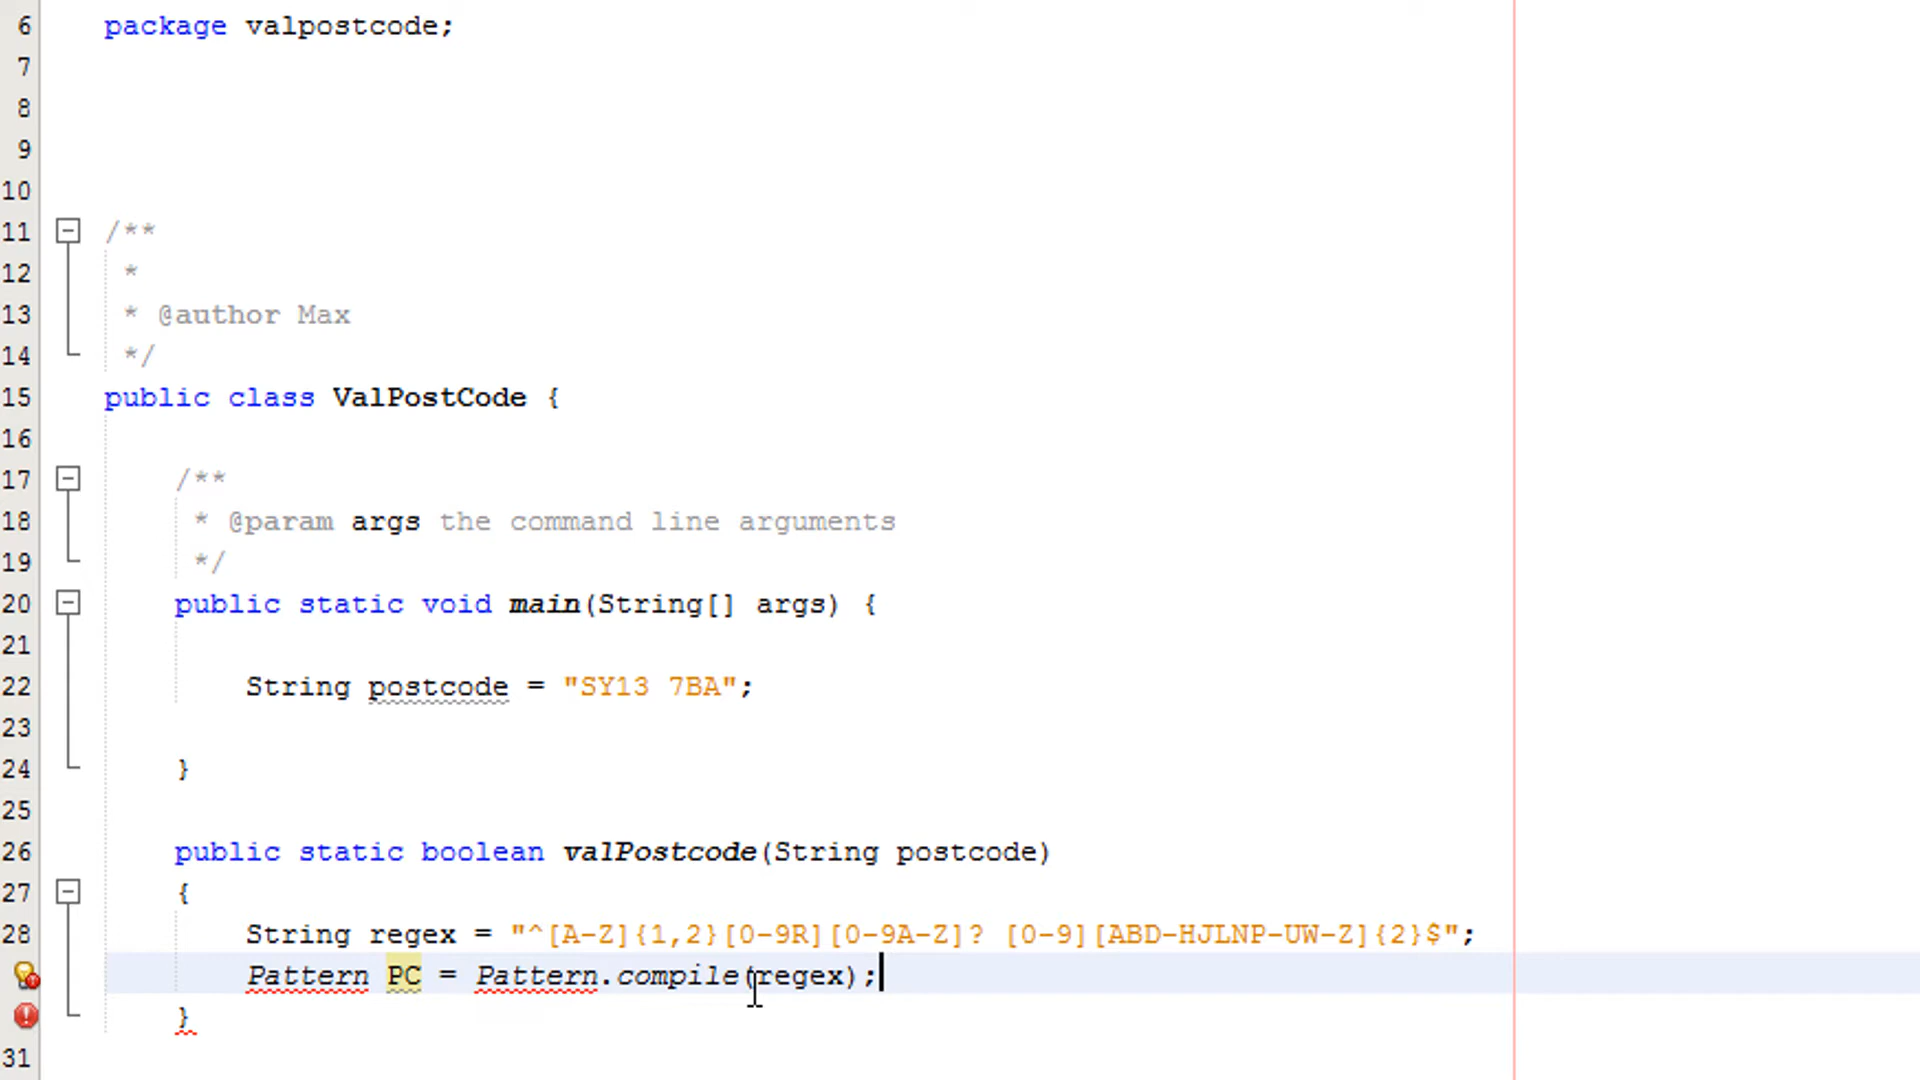 6 package valpostcode;
7
8
9
10
11 /**
12 *
13 * @author Max
14 */
15 public class ValPostCode {
16
17 /**
18 * @param args the command line arguments
19 */
20 public static void main(String[] args) {
21
22 String postcode = "SY13 7BA";
23
24 }
25
26 public static boolean valPostcode(String postcode)
27 {
28 String regex = "^[A-Z]{1,2}[0-9R][0-9A-Z]? [0-9][ABD-HJLNP-UW-Z]{2}$";
Pattern PC = Pattern.compile(regex);
}
31